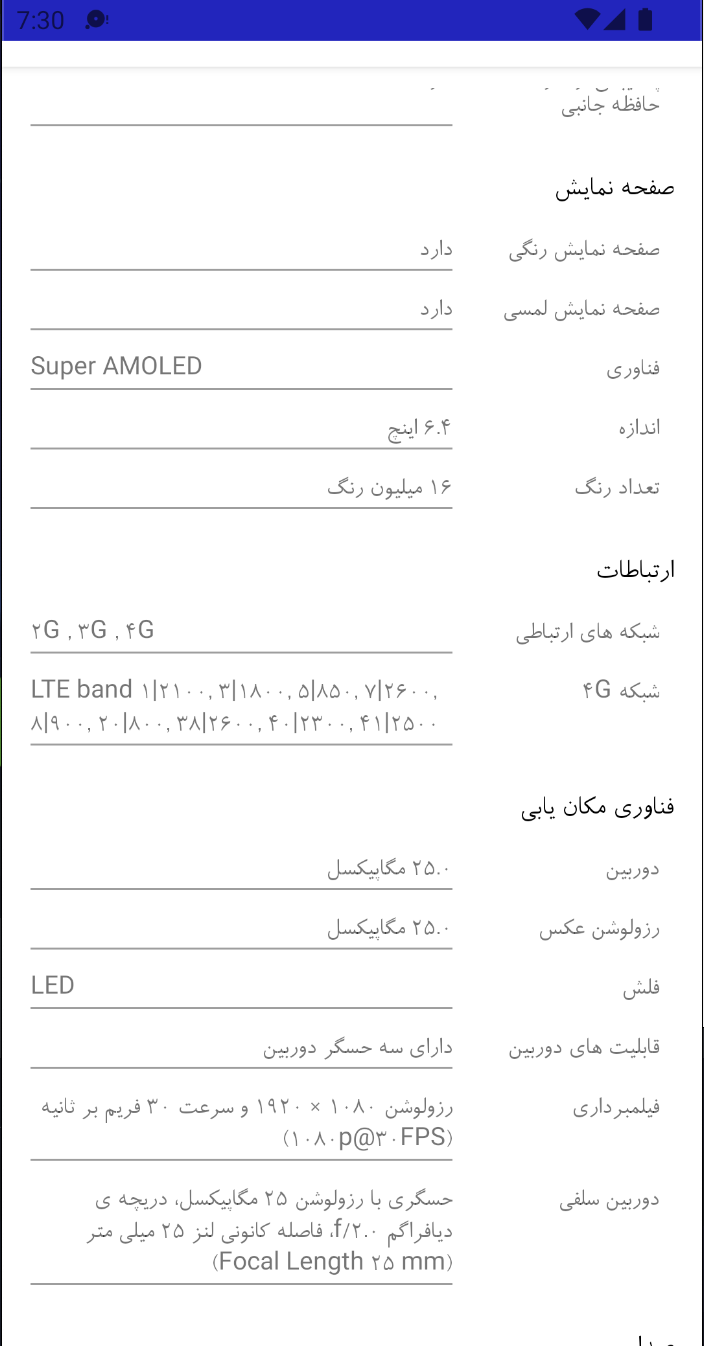 7:30
حافظه جانبی
صفحه نمایش
صفحه نمایش رنگی دارد
صفحه نمایش لمسی دارد
فناوری Super AMOLED
اندازه ۶.۴ اینچ
تعداد رنگ ۱۶ میلیون رنگ
ارتباطات
شبکه های ارتباطی ۲G , ۳G , ۴G
شبکه ۴G LTE band ۱|۲۱۰۰, ۳|۱۸۰۰, ۵|۸۵۰, ۷|۲۶۰۰,
۸|۹۰۰, ۲۰|۸۰۰, ۳۸|۲۶۰۰, ۴۰|۲۳۰۰, ۴۱|۲۵۰۰
فناوری مکان یابی
دوربین ۲۵.۰ مگاپیکسل
رزولوشن عکس ۲۵.۰ مگاپیکسل
فلش LED
قابلیت های دوربین دارای سه حسگر دوربین
فیلمبرداری رزولوشن ۱۰۸۰ × ۱۹۲۰ و سرعت ۳۰ فریم بر ثانیه
(۱۰۸۰p@۳۰FPS)
دوربین سلفی حسگری با رزولوشن ۲۵ مگاپیکسل، دریچه ی
دیافراگم f/۲.۰، فاصله کانونی لنز ۲۵ میلی متر
(Focal Length ۲۵ mm)